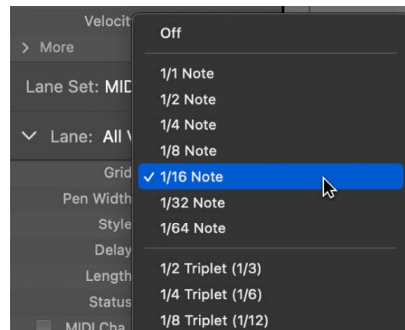 Velocit
> More
Lane Set: MID
Lane: All V
Grid
Pen Width
Style
Delay
Length
Status
MIDI Cha
Off
1/1 Note
1/2 Note
1/4 Note
1/8 Note
✓ 1/16 Note
1/32 Note
1/64 Note
1/2 Triplet (1/3)
1/4 Triplet (1/6)
1/8 Triplet (1/12)